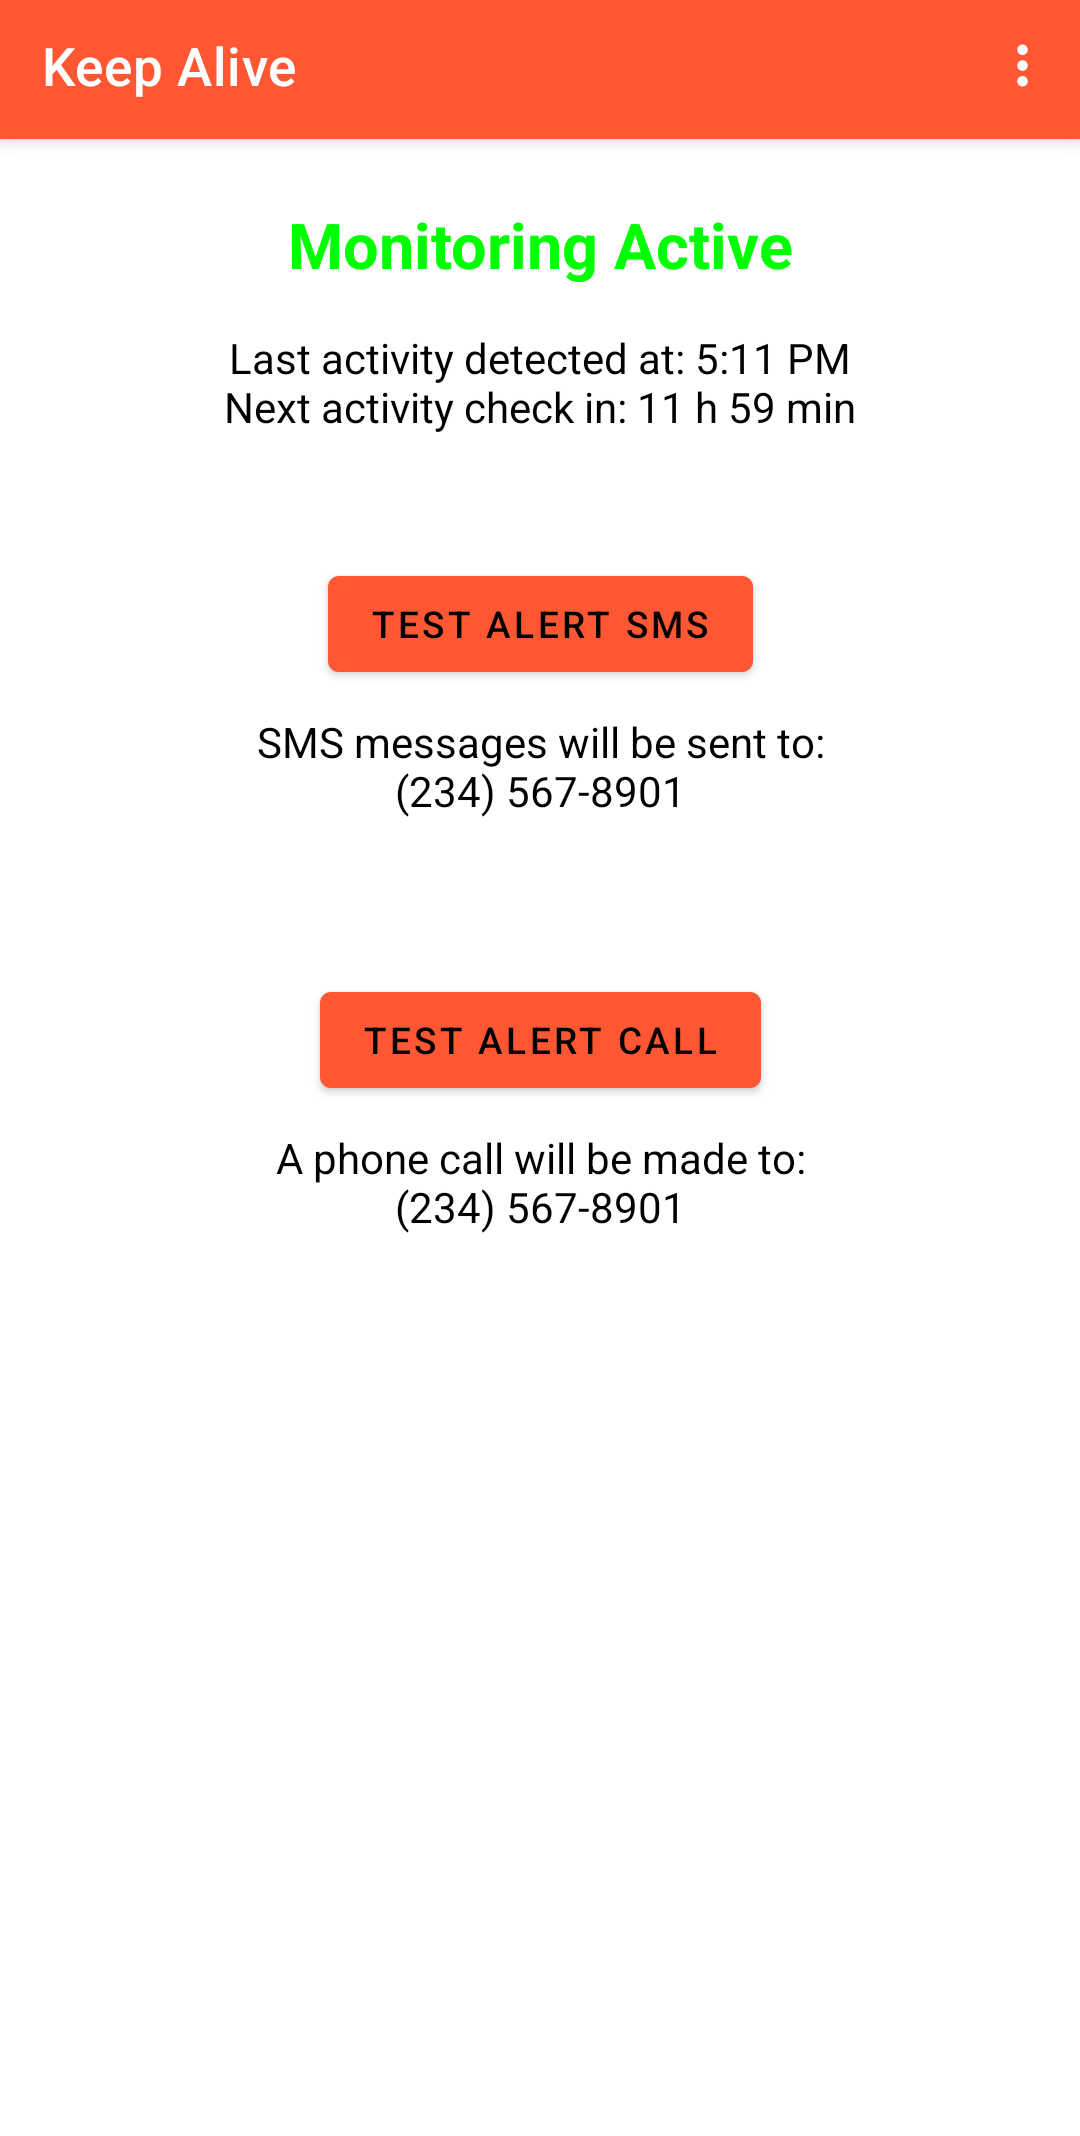 Keep Alive
Monitoring Active
Last activity detected at: 5:11 PM
Next activity check in: 11 h 59 min
TEST ALERT SMS
SMS messages will be sent to:
(234) 567-8901
TEST ALERT CALL
A phone call will be made to:
(234) 567-8901